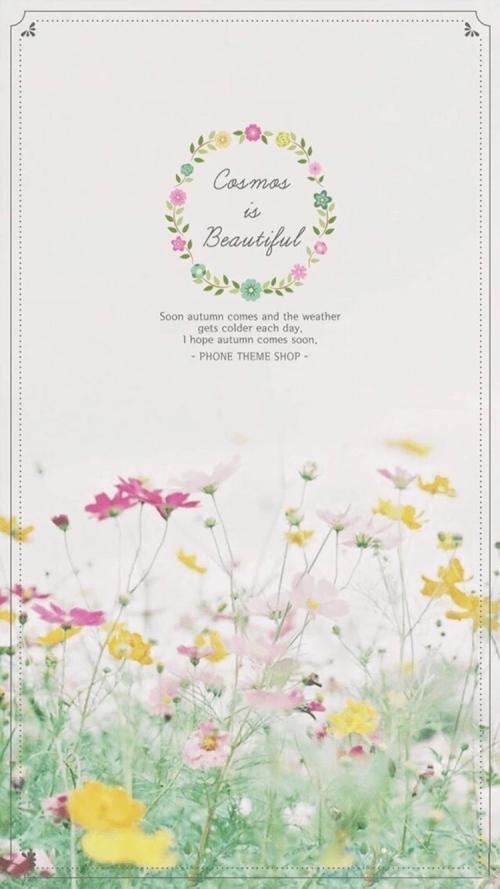 Cosmos
is
Beautiful
Soon autumn comes and the weather
gets colder each day,
I hope autumn comes soon,
- PHONE THEME SHOP -